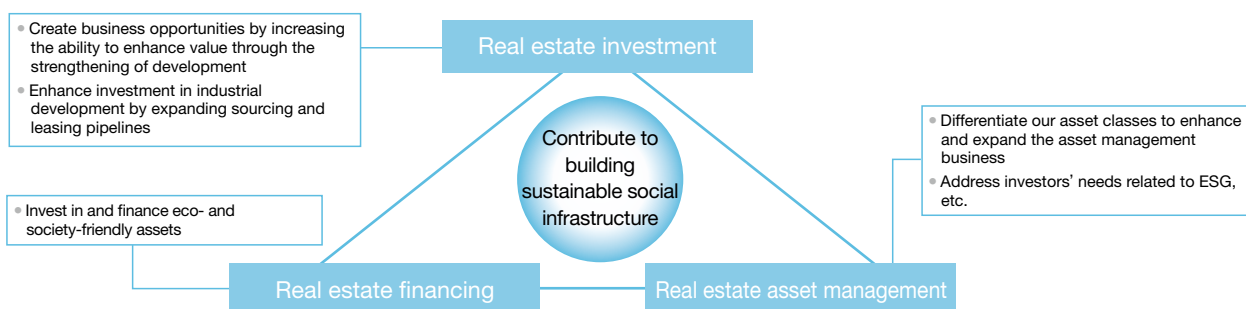 • Create business opportunities by increasing
the ability to enhance value through the
strengthening of development
• Enhance investment in industrial
development by expanding sourcing and
leasing pipelines
Real estate investment
Contribute to
building
sustainable social
infrastructure
• Differentiate our asset classes to enhance
and expand the asset management
business
• Address investors’ needs related to ESG,
etc.
• Invest in and finance eco- and
society-friendly assets
Real estate financing
Real estate asset management